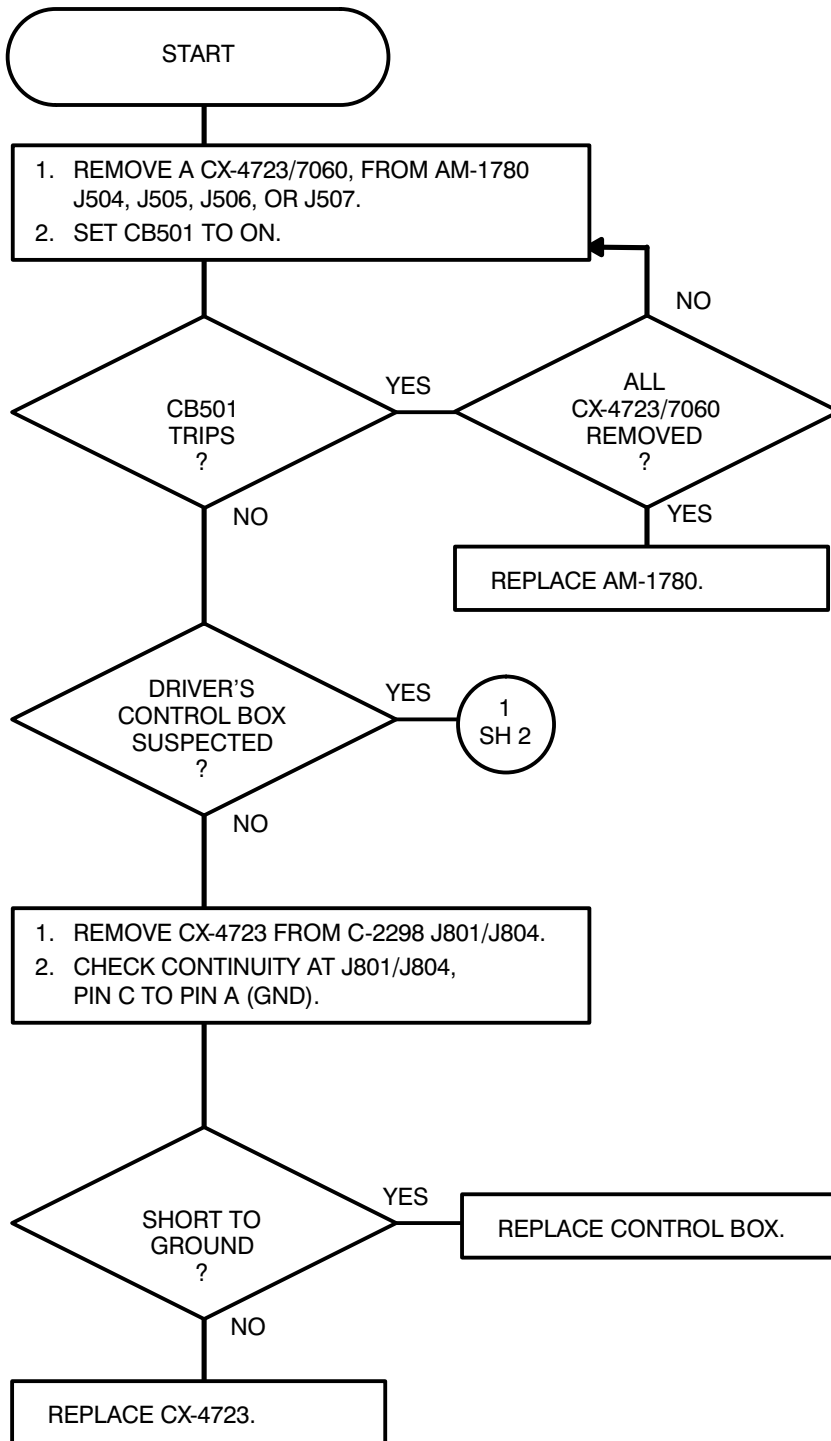 START
1. REMOVE A CX-4723/7060, FROM AM-1780
J504, J505, J506, OR J507.
2. SET CB501 TO ON.
NO
CB501
TRIPS
?
YES
ALL
CX-4723/7060
REMOVED
?
NO
YES
REPLACE AM-1780.
DRIVER'S
CONTROL BOX
SUSPECTED
?
YES
1
SH 2
NO
1. REMOVE CX-4723 FROM C-2298 J801/J804.
2. CHECK CONTINUITY AT J801/J804,
PIN C TO PIN A (GND).
SHORT TO
GROUND
?
YES
REPLACE CONTROL BOX.
NO
REPLACE CX-4723.